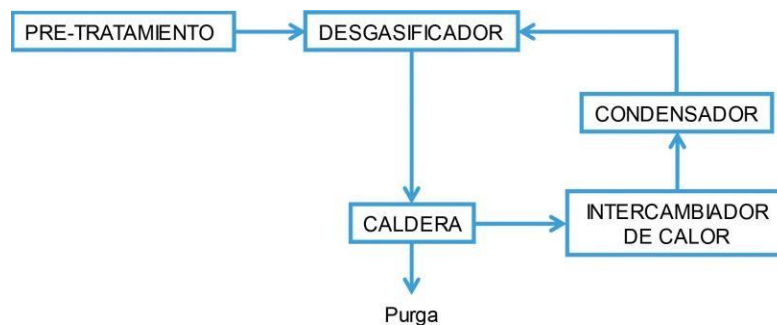 PRE-TRATAMIENTO
DESGASIFICADOR
CONDENSADOR
CALDERA
INTERCAMBIADOR
DE CALOR
Purga